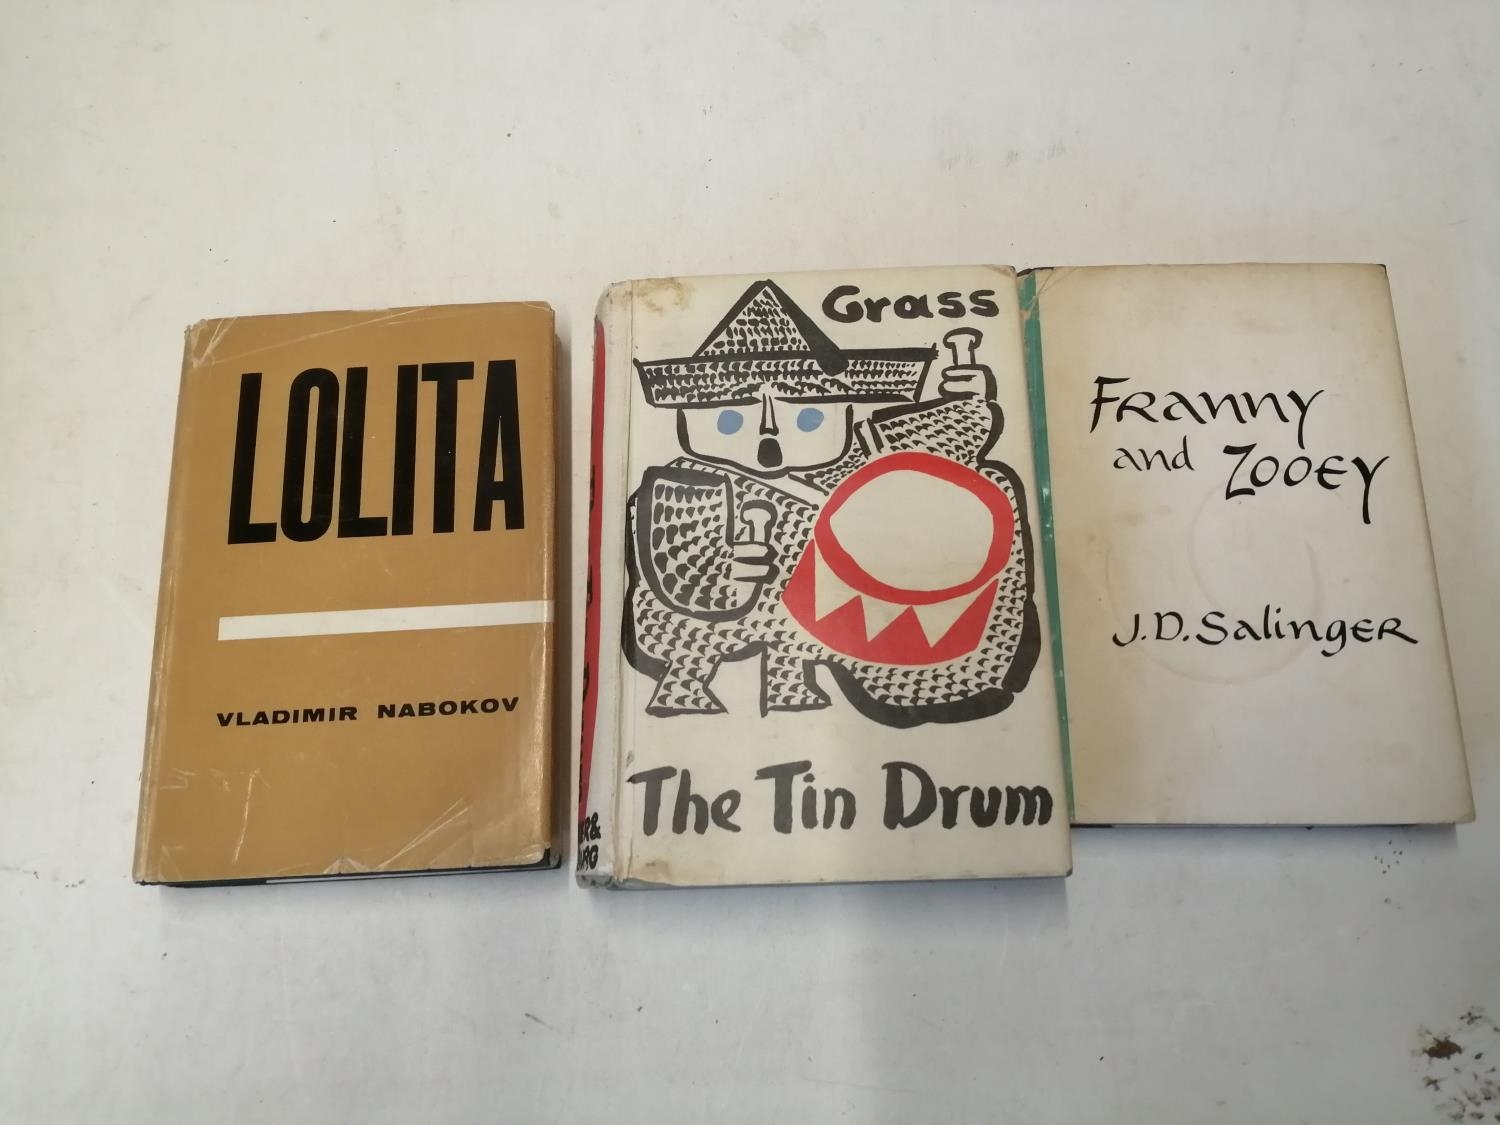 LOLITA
VLADIMIR NABOKOV
Grass
The Tin Drum
Franny
and Zooey
J.D. Salinger